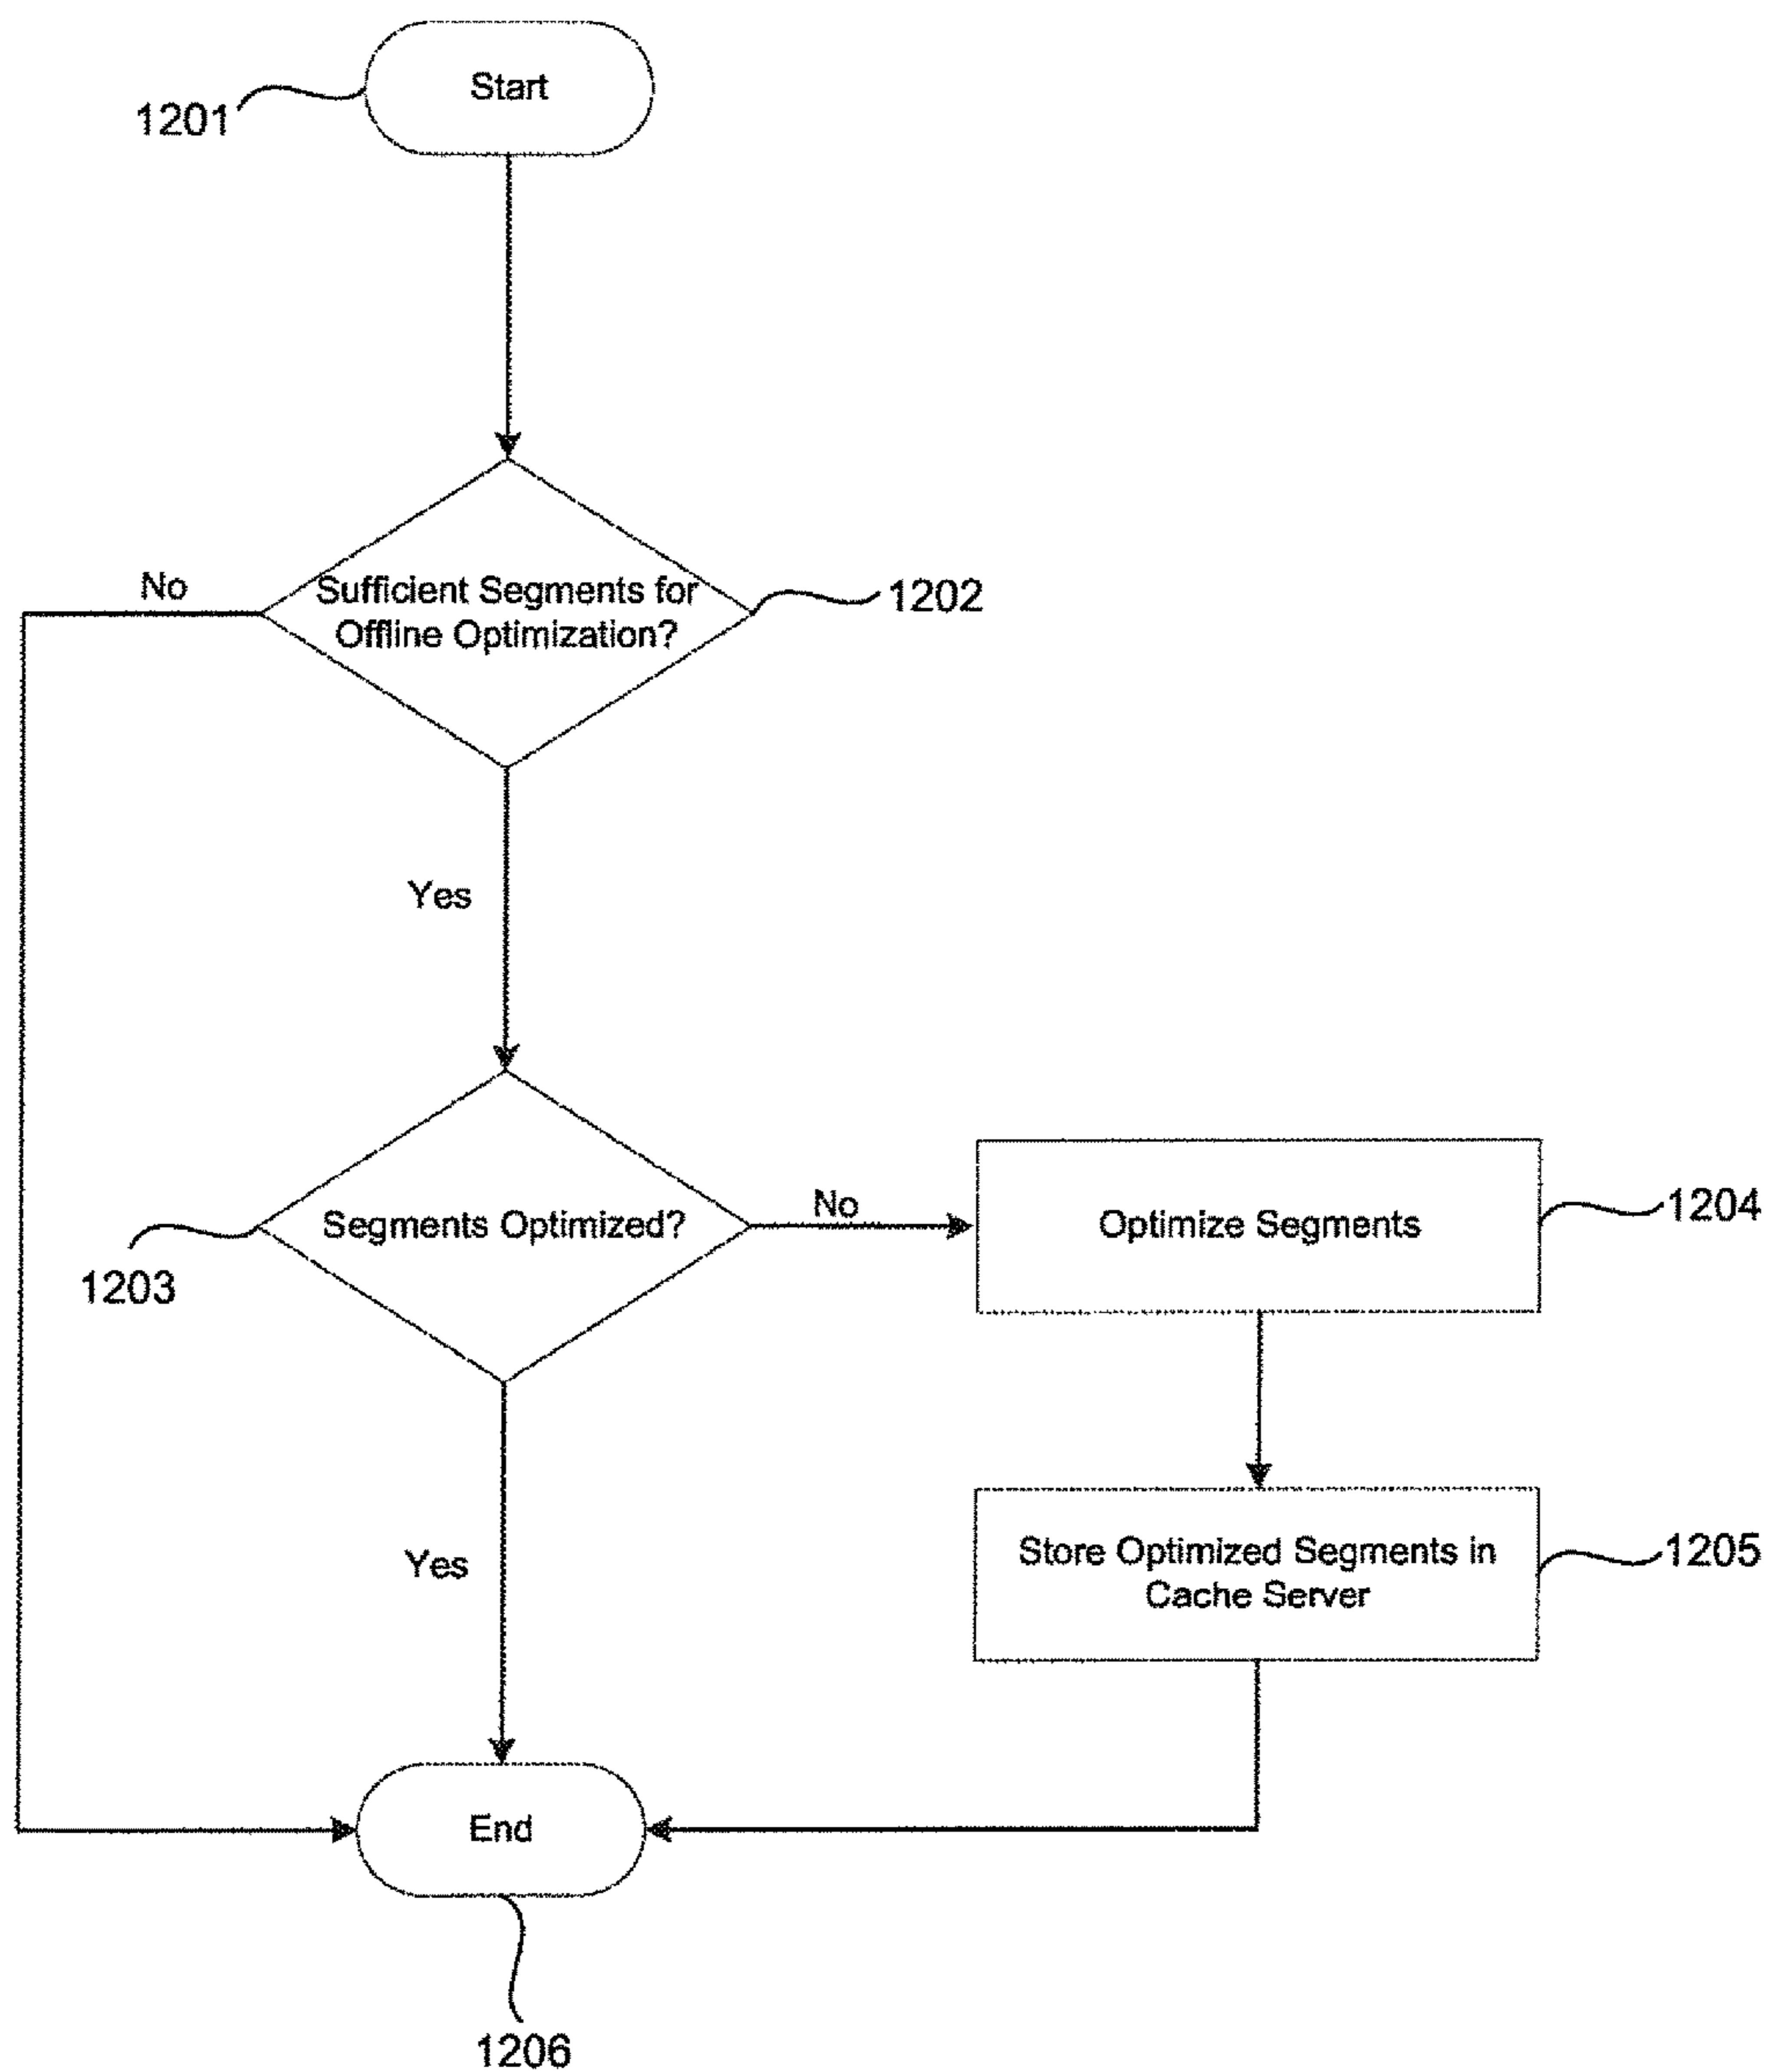 Start
1201
No
Sufficient Segments for
Offline Optimization?
1202
Yes
Segments Optimized?
1203
No
Optimize Segments
1204
Yes
Store Optimized Segments in
Cache Server
1205
End
1206